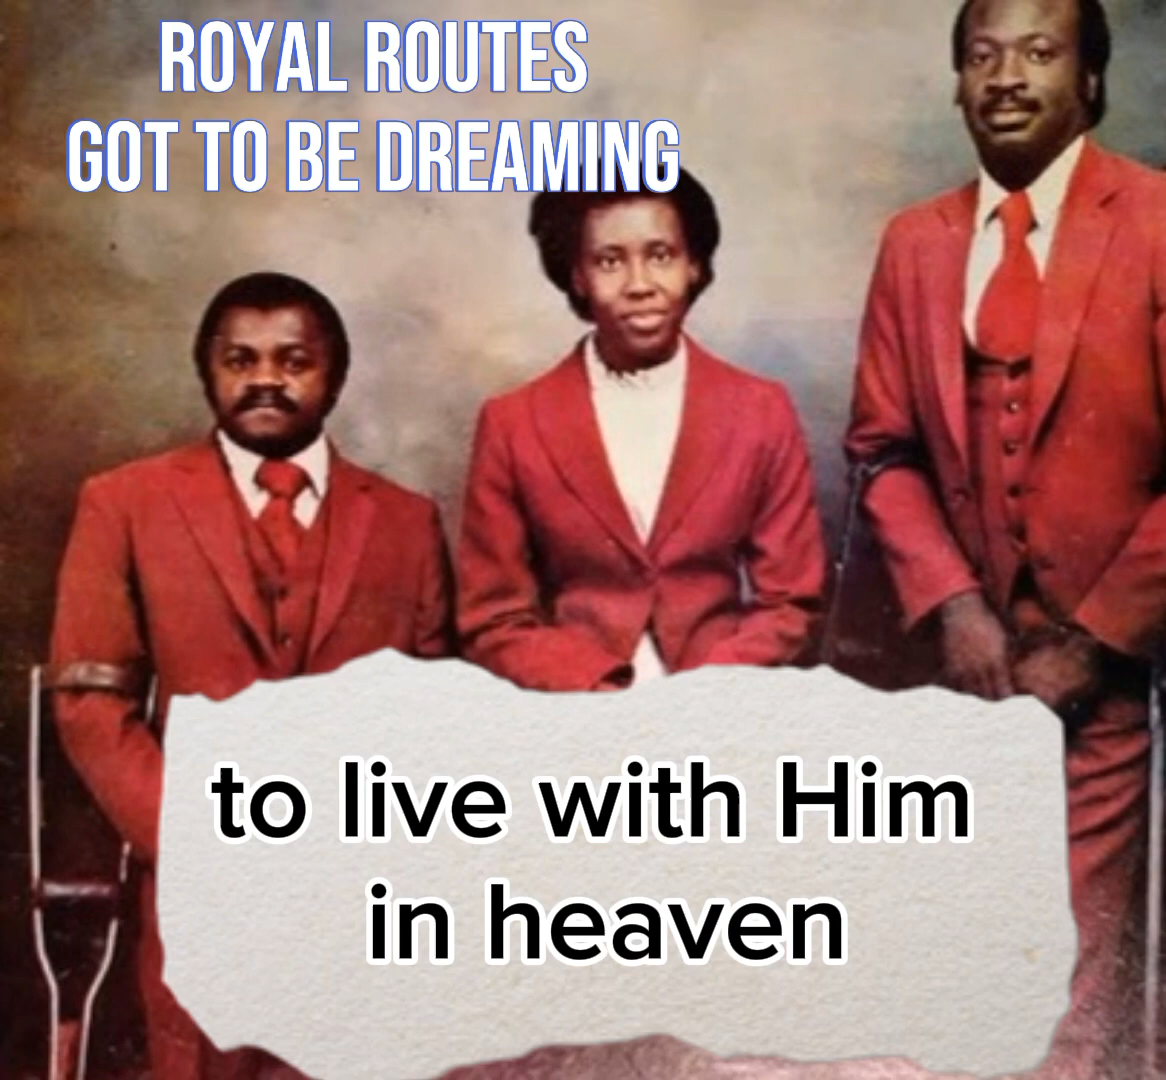 ROYAL ROUTES
GOT TO BE DREAMING
to live with Him
in heaven